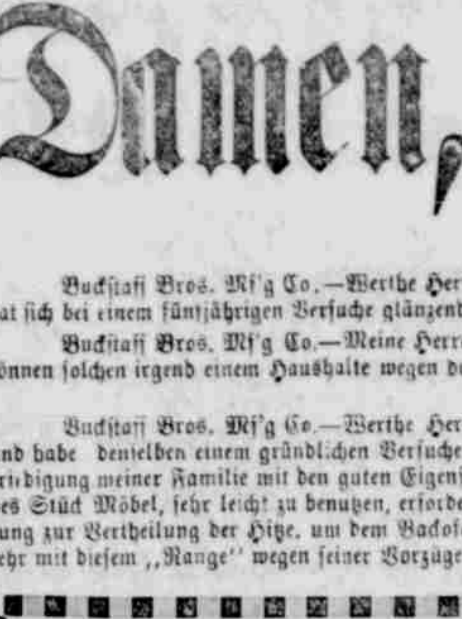 Damen,
Buckstaff Bros. Mf'g Co.—Werthe Her
at sich bei einem fünfjährigen Versuche glänzend
Buckstaff Bros. Mf'g Co.—Meine Herr
önnen solchen irgend einem Haushalte wegen d
Buckstaff Bros. Mf'g Co.—Werthe Her
nd habe denselben einem gründlichen Versuche
riedigung meiner Familie mit den guten Eigens
es Stück Möbel, sehr leicht zu benutzen, erforde
ung zur Vertheilung der Hitze, um dem Backof
ehr mit diesem „Range” wegen seiner Vorzüge